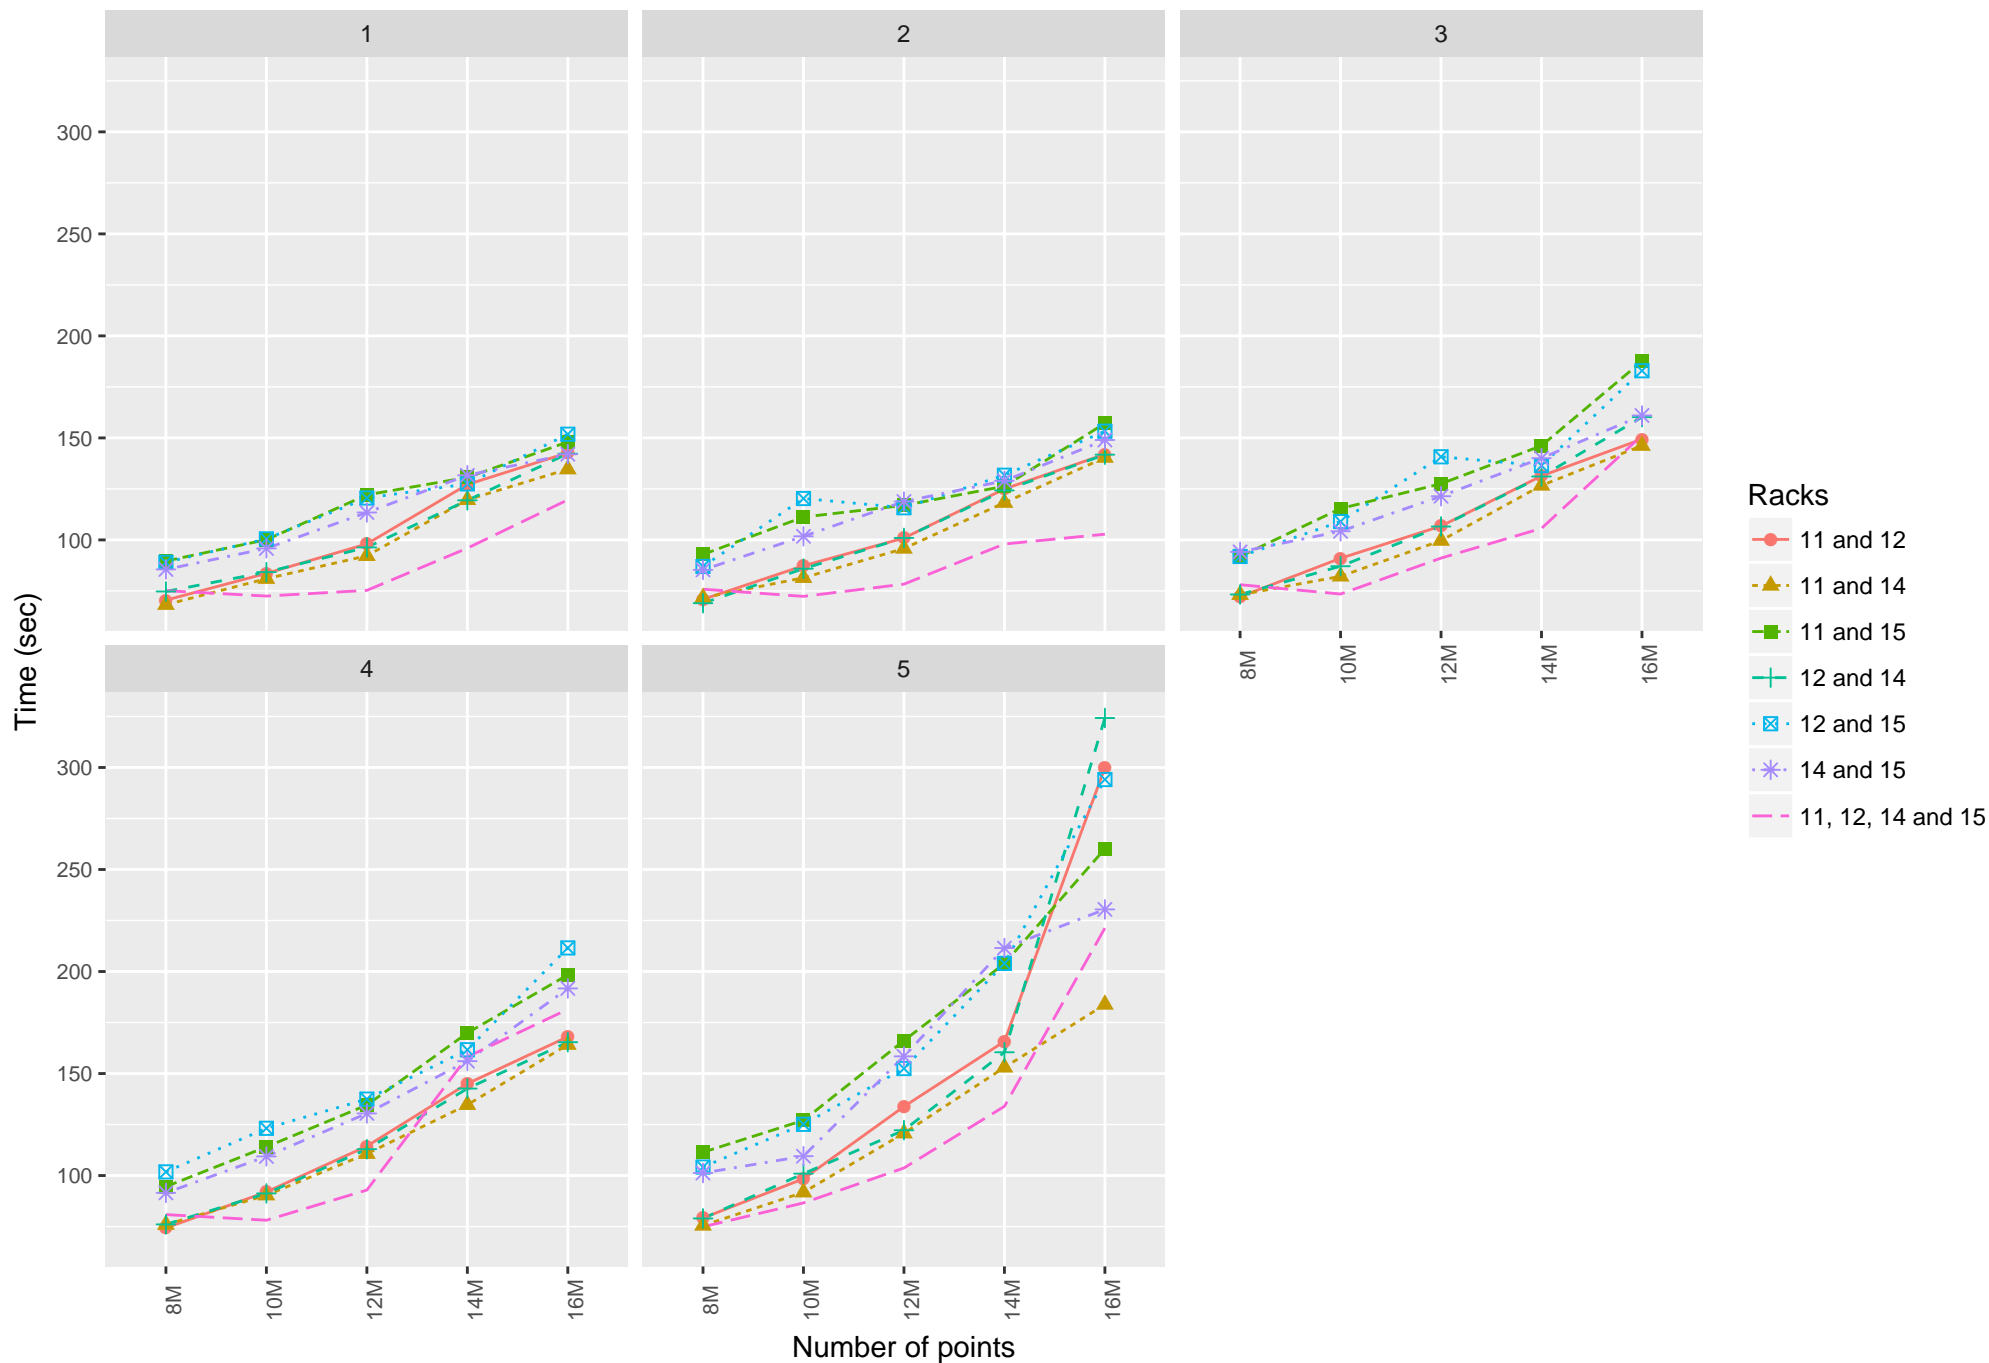 1
2
3
300
250
200
150
100
8M
10M
12M
14M
16M
4
5
300
250
200
150
100
8M
10M
12M
14M
16M
8M
10M
12M
14M
16M
Time (sec)
Number of points
Racks
11 and 12
11 and 14
11 and 15
12 and 14
12 and 15
14 and 15
11, 12, 14 and 15